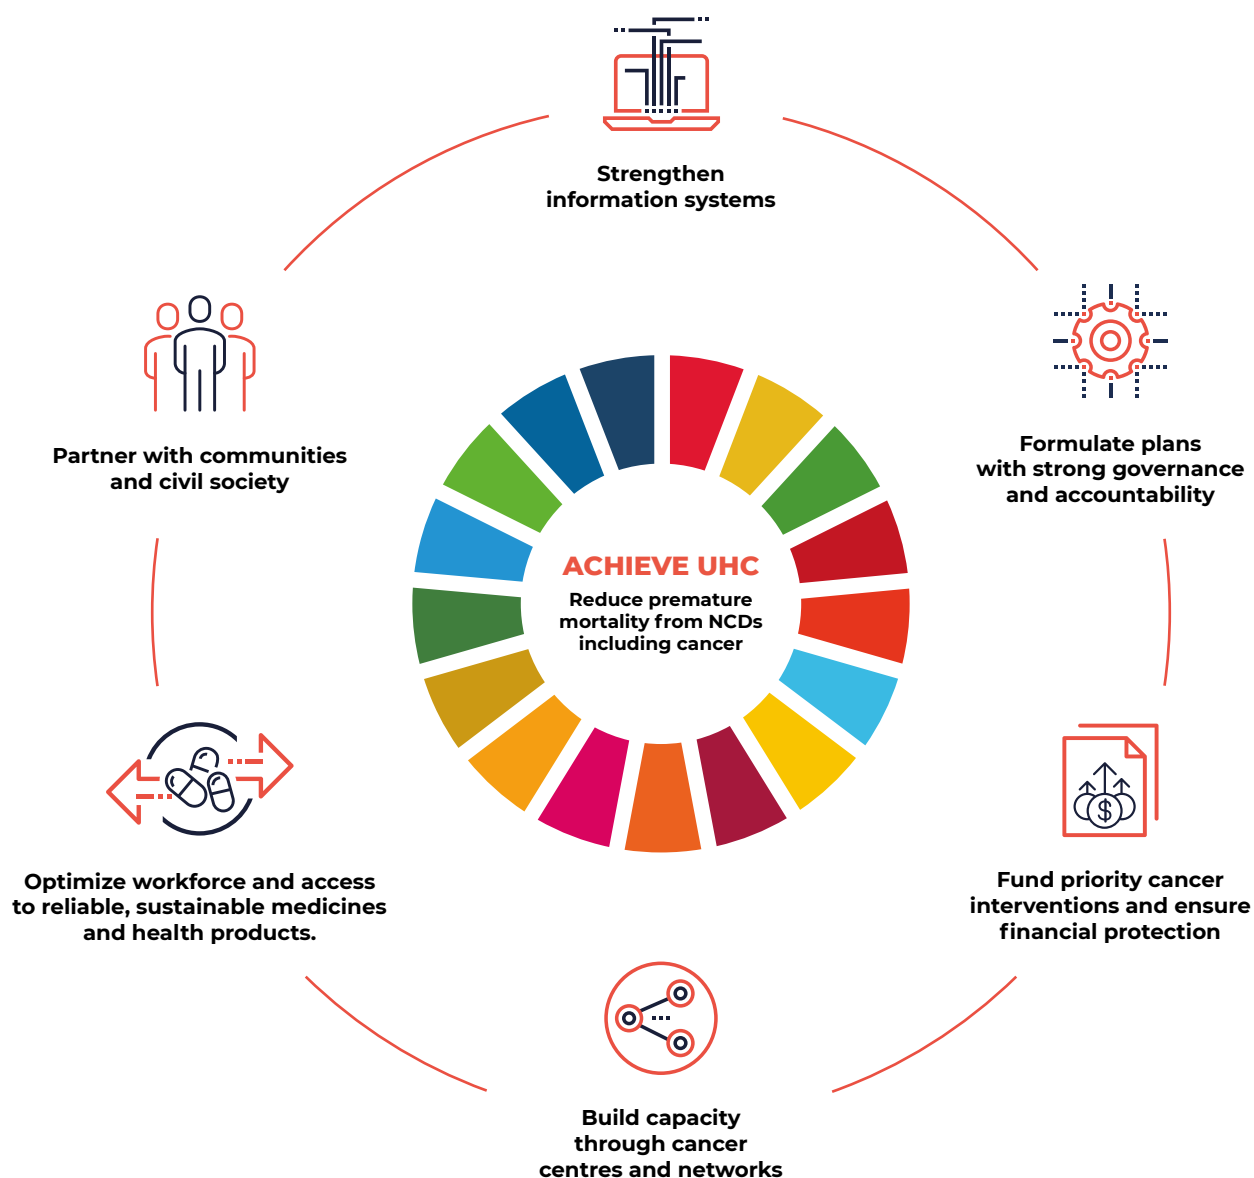 Strengthen
information systems
Formulate plans
with strong governance
and accountability
Fund priority cancer
interventions and ensure
financial protection
Build capacity
through cancer
centres and networks
Optimize workforce and access
to reliable, sustainable medicines
and health products.
Partner with communities
and civil society
ACHIEVE UHC
Reduce premature
mortality from NCDs
including cancer
$